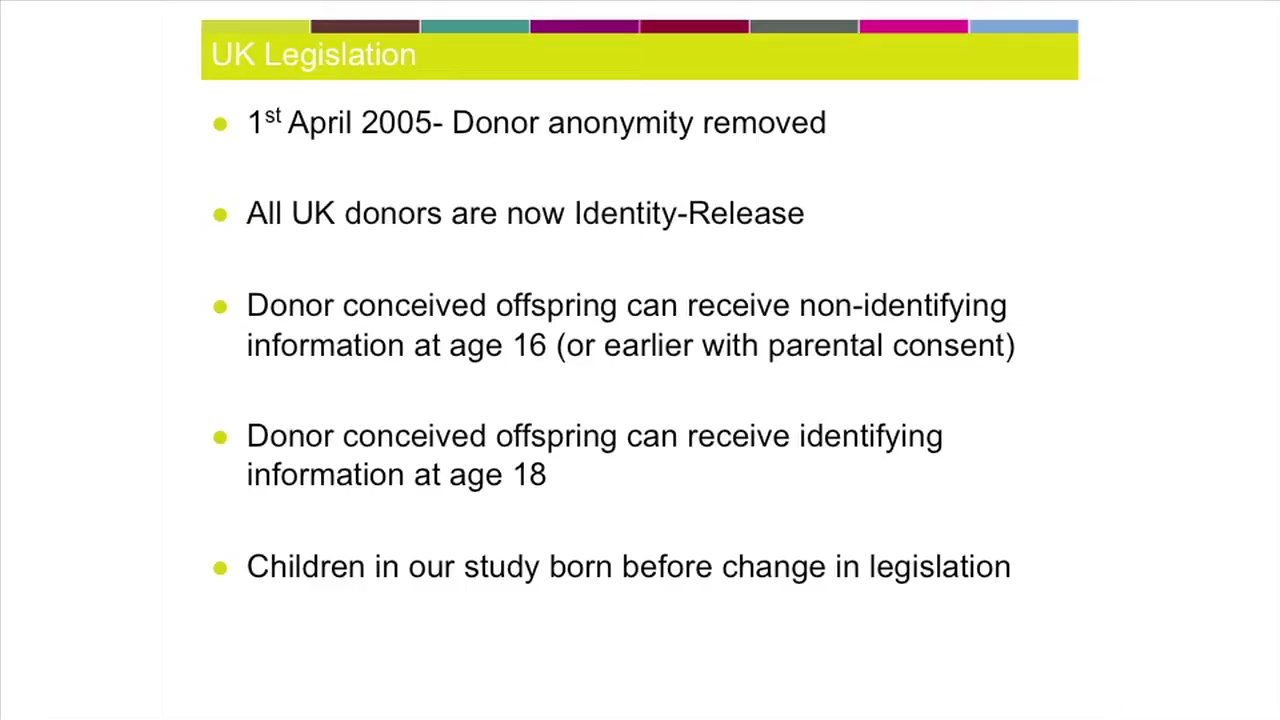 UK Legislation
● 1st April 2005- Donor anonymity removed
● All UK donors are now Identity-Release
● Donor conceived offspring can receive non-identifying
information at age 16 (or earlier with parental consent)
● Donor conceived offspring can receive identifying
information at age 18
● Children in our study born before change in legislation